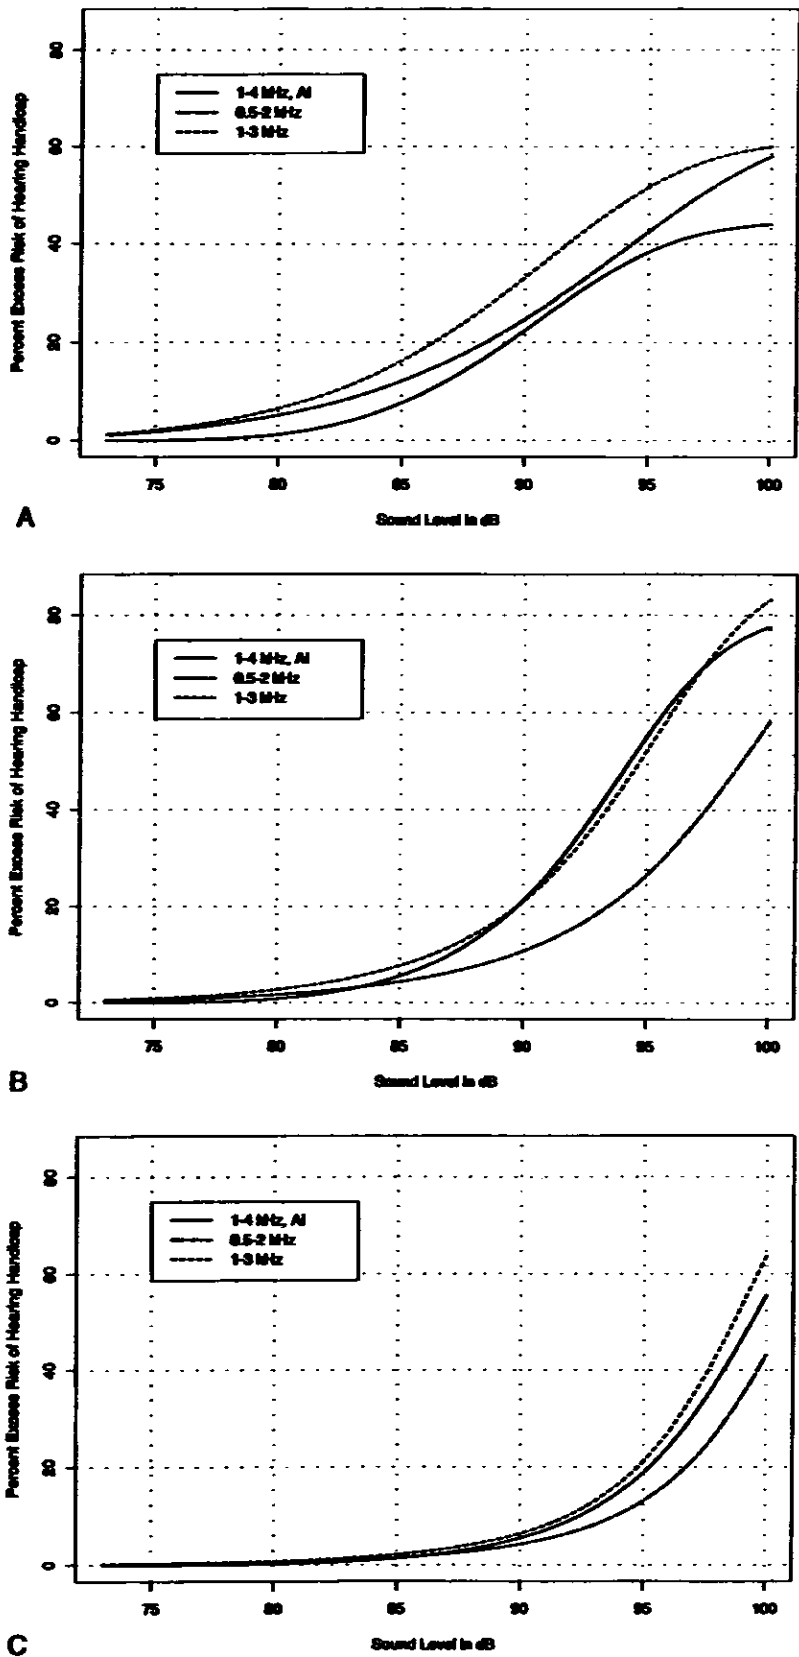 80
60
40
20
0
Percent Excess Risk of Hearing Handicap
1-4 kHz, AI
0.5-2 kHz
1-3 kHz
75 80 85 90 95 100
Sound Level in dB
A
80
60
40
20
0
Percent Excess Risk of Hearing Handicap
1-4 kHz, AI
0.5-2 kHz
1-3 kHz
75 80 85 90 95 100
Sound Level in dB
B
80
60
40
20
0
Percent Excess Risk of Hearing Handicap
1-4 kHz, AI
0.5-2 kHz
1-3 kHz
75 80 85 90 95 100
Sound Level in dB
C